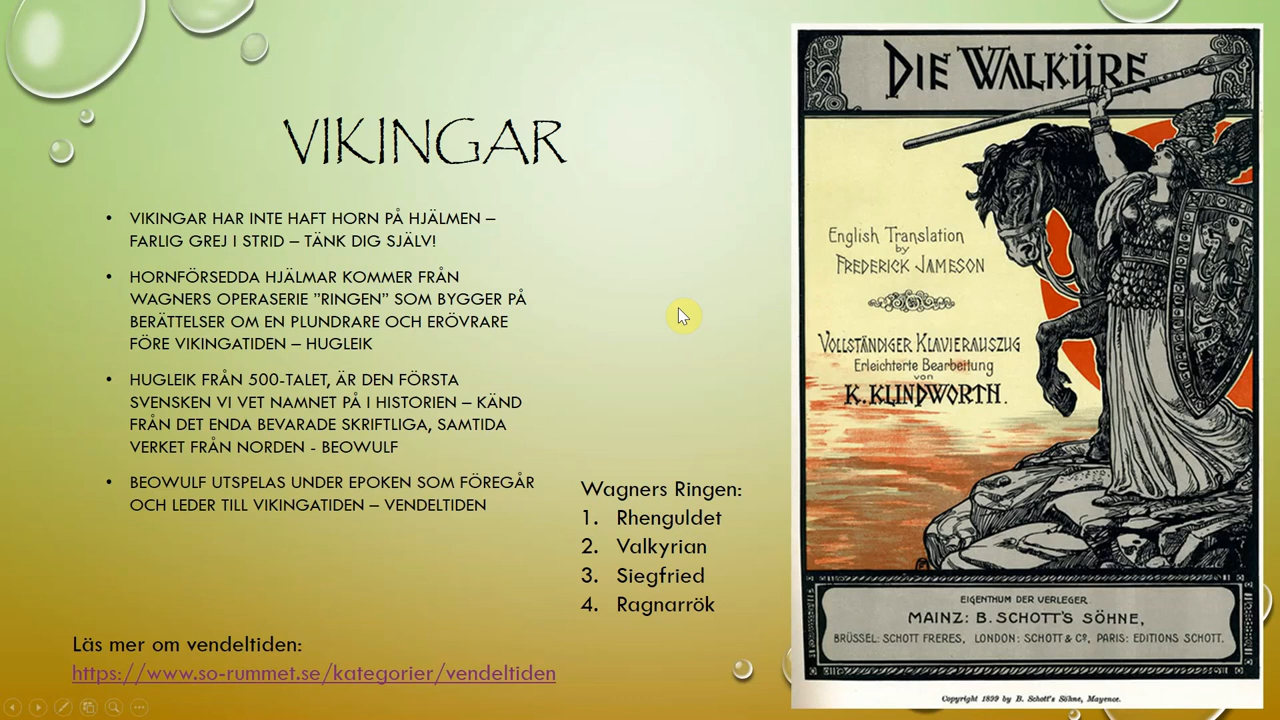 VIKINGAR
• VIKINGAR HAR INTE HAFT HORN PÅ HJÄLMEN –
FARLIG GREJ I STRID – TÄNK DIG SJÄLV!
• HORNFÖRSEDDA HJÄLMAR KOMMER FRÅN
WAGNERS OPERASERIE ”RINGEN” SOM BYGGER PÅ
BERÄTTELSER OM EN PLUNDRARE OCH ERÖVRARE
FÖRE VIKINGATIDEN – HUGLEIK
• HUGLEIK FRÅN 500-TALET, ÄR DEN FÖRSTA
SVENSKEN VI VET NAMNET PÅ I HISTORIEN – KÄND
FRÅN DET ENDA BEVARADE SKRIFTLIGA, SAMTIDA
VERKET FRÅN NORDEN - BEOWULF
• BEOWULF UTSPELAS UNDER EPOKEN SOM FÖREGÅR
OCH LEDER TILL VIKINGATIDEN – VENDELTIDEN
Läs mer om vendeltiden:
https://www.so-rummet.se/kategorier/vendeltiden
Wagners Ringen:
1. Rhenguldet
2. Valkyrian
3. Siegfried
4. Ragnarrök
DIE WALKÜRE
English Translation
by
FREDERICK JAMESON
VOLLSTÄNDIGER KLAVIERAUSZUG
Erleichterte Bearbeitung
von
K. KLINDWORTH.
EIGENTHUM DER VERLEGER
MAINZ: B. SCHOTT'S SÖHNE,
BRÜSSEL: SCHOTT FRERES, LONDON: SCHOTT & Co, PARIS: EDITIONS SCHOTT.
Copyright 1899 by B. Schott's Söhne, Mayence.